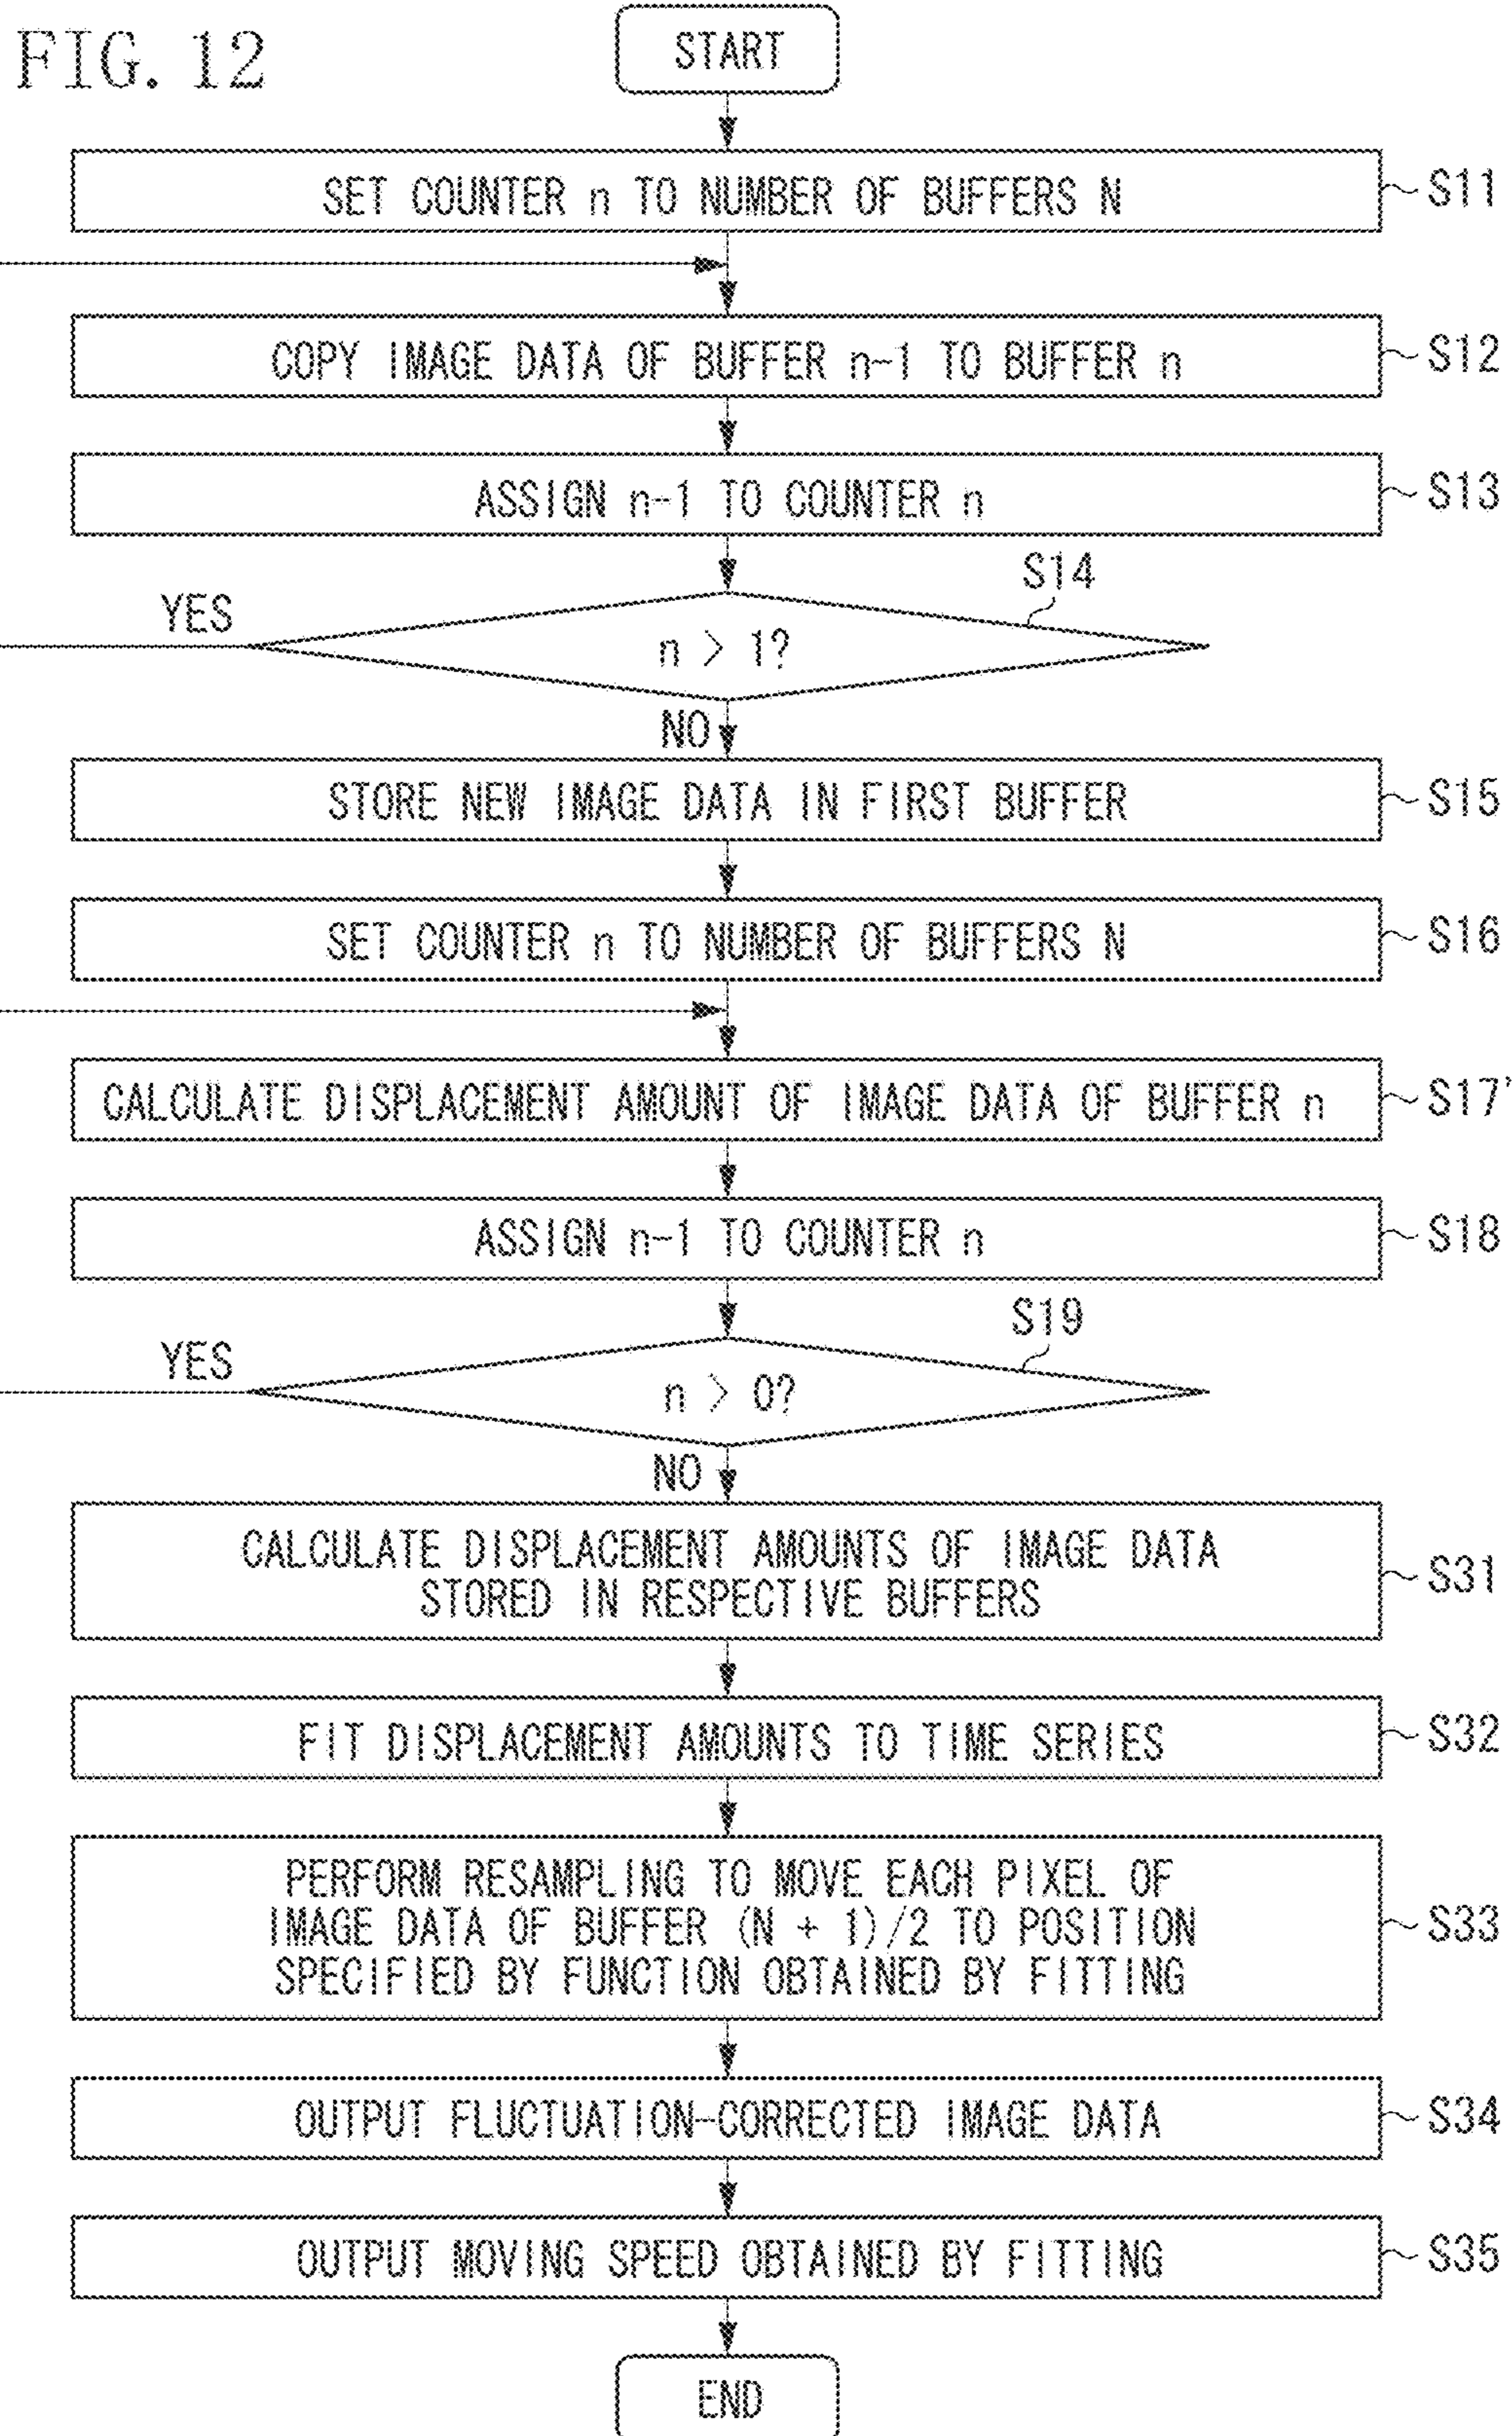 FIG. 12
START
SET COUNTER n TO NUMBER OF BUFFERS N
S11
COPY IMAGE DATA OF BUFFER n-1 TO BUFFER n
S12
ASSIGN n-1 TO COUNTER n
S13
S14
YES
n > 1?
NO
STORE NEW IMAGE DATA IN FIRST BUFFER
S15
SET COUNTER n TO NUMBER OF BUFFERS N
S16
CALCULATE DISPLACEMENT AMOUNT OF IMAGE DATA OF BUFFER n
S17'
ASSIGN n-1 TO COUNTER n
S18
S19
YES
n > 0?
NO
CALCULATE DISPLACEMENT AMOUNTS OF IMAGE DATA
STORED IN RESPECTIVE BUFFERS
S31
FIT DISPLACEMENT AMOUNTS TO TIME SERIES
S32
PERFORM RESAMPLING TO MOVE EACH PIXEL OF
IMAGE DATA OF BUFFER (N + 1)/2 TO POSITION
SPECIFIED BY FUNCTION OBTAINED BY FITTING
S33
OUTPUT FLUCTUATION-CORRECTED IMAGE DATA
S34
OUTPUT MOVING SPEED OBTAINED BY FITTING
S35
END